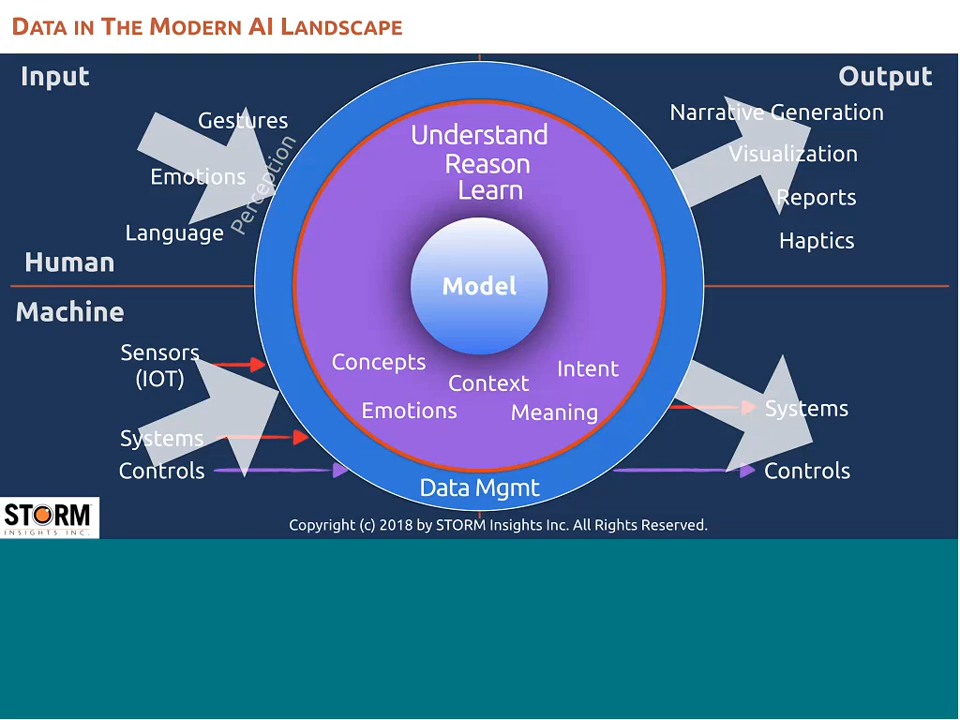 DATA IN THE MODERN AI LANDSCAPE
Input
Output
Gestures
Emotions
Language
Perception
Human
Understand
Reason
Learn
Model
Narrative Generation
Visualization
Reports
Haptics
Machine
Sensors
(IOT)
Systems
Controls
Concepts
Context
Intent
Emotions
Meaning
Data Mgmt
Systems
Controls
STORM
INSIGHTS INC.
Copyright (c) 2018 by STORM Insights Inc. All Rights Reserved.